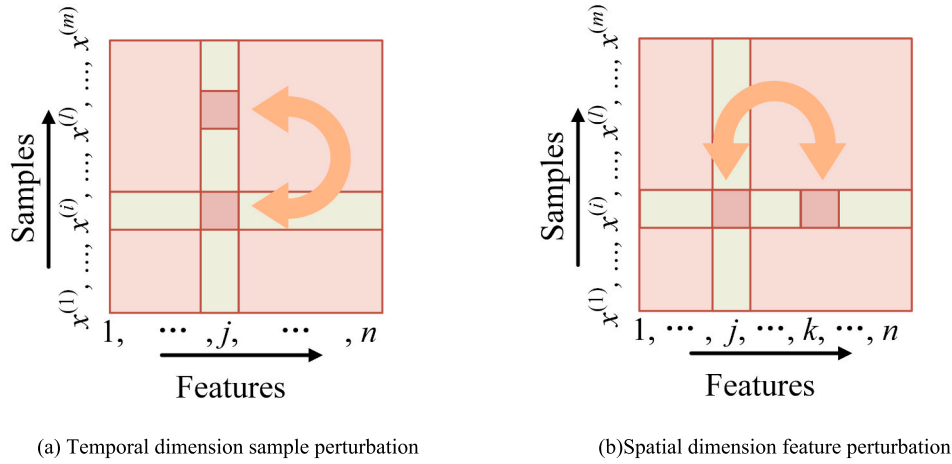 x^(1), ..., x^(i), ..., x^(l), ..., x^(m)
Samples
1, ... , j, ... , n
Features
(a) Temporal dimension sample perturbation
x^(1), ..., x^(i), ..., x^(l), ..., x^(m)
Samples
1, ... , j, ..., k, ..., n
Features
(b)Spatial dimension feature perturbation